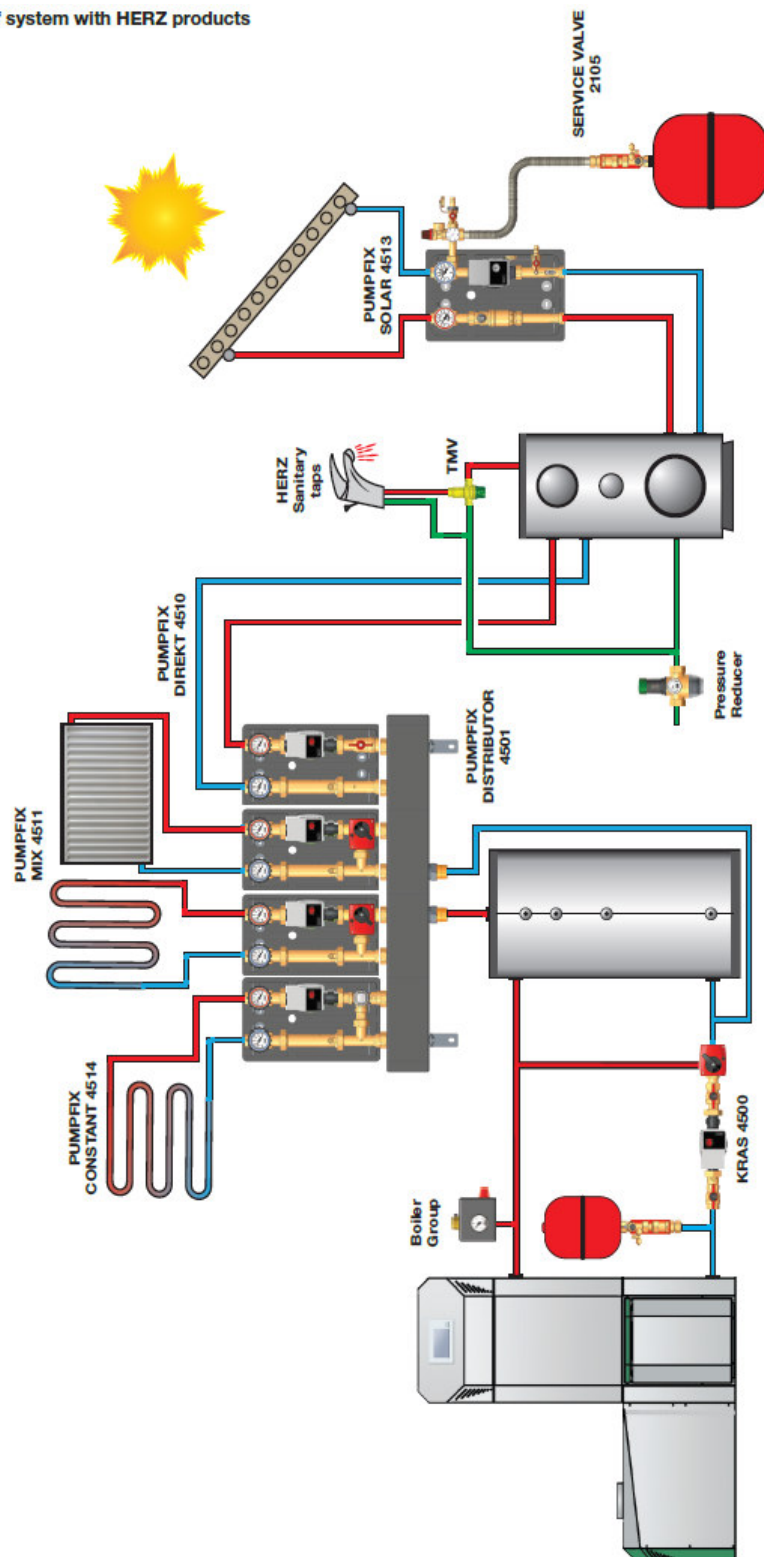 system with HERZ products
SERVICE VALVE
2105
PUMPFIX
SOLAR 4513
HERZ
Sanitary
taps
TMV
PUMPFIX
DIREKT 4510
Pressure
Reducer
PUMPFIX
DISTRIBUTOR
4501
PUMPFIX
MIX 4511
PUMPFIX
CONSTANT 4514
KRAS 4500
Boiler
Group